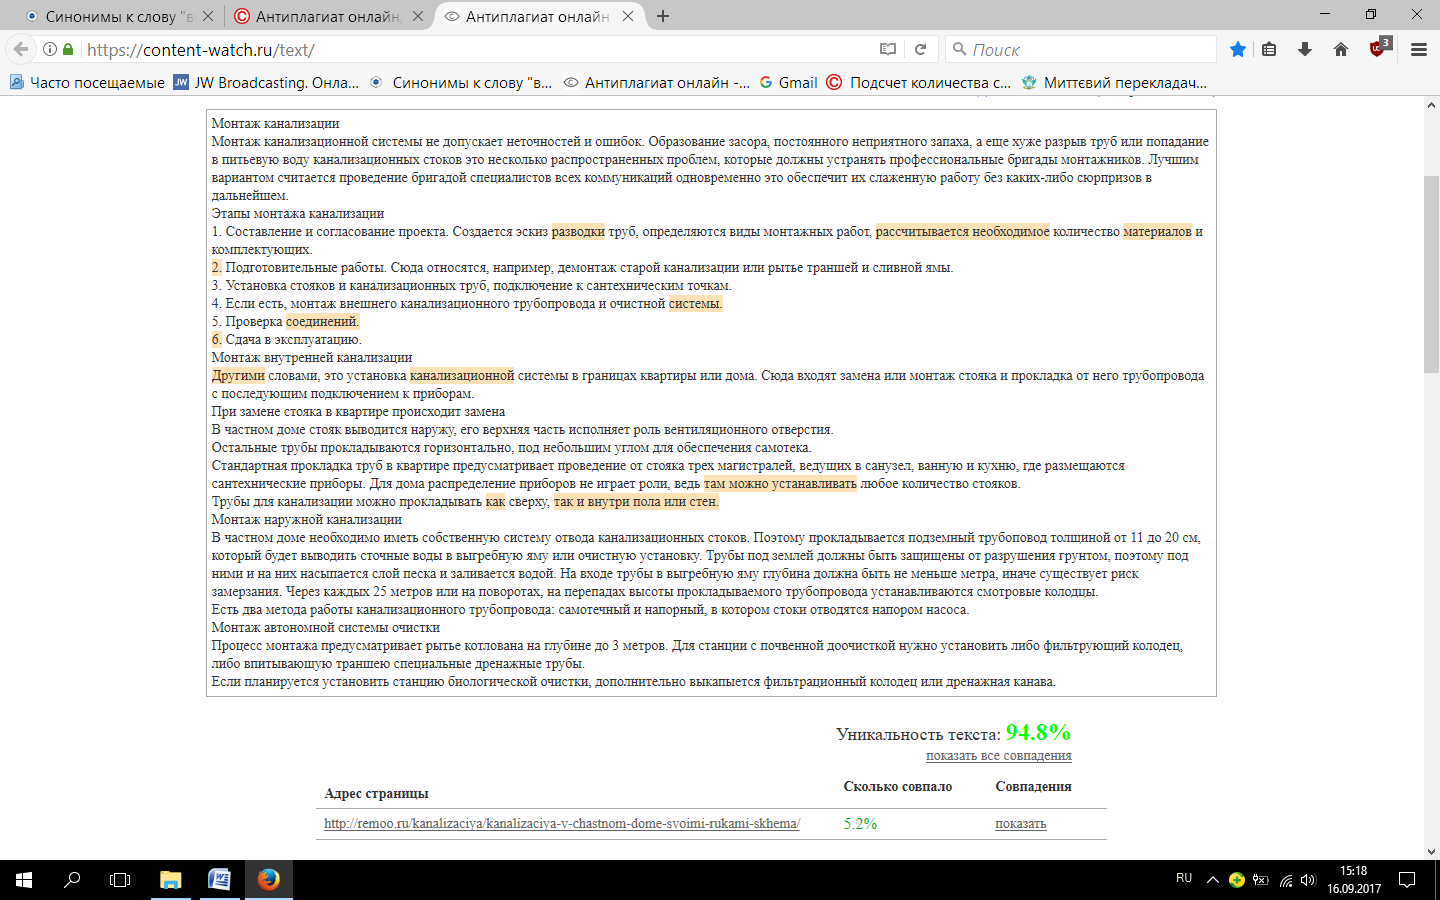 Синонимы к слову "в
Антиплагиат онлайн,
Антиплагиат онлайн
https://content-watch.ru/text/
Поиск
3
Часто посещаемые
JW Broadcasting. Онла...
Синонимы к слову "в...
Антиплагиат онлайн -...
Gmail
Подсчет количества с...
Миттєвий перекладач...
Монтаж канализации
Монтаж канализационной системы не допускает неточностей и ошибок. Образование засора, постоянного неприятного запаха, а еще хуже разрыв труб или попадание
в питьевую воду канализационных стоков это несколько распространенных проблем, которые должны устранять профессиональные бригады монтажников. Лучшим
вариантом считается проведение бригадой специалистов всех коммуникаций одновременно это обеспечит их слаженную работу без каких-либо сюрпризов в
дальнейшем.
Этапы монтажа канализации
1. Составление и согласование проекта. Создается эскиз разводки труб, определяются виды монтажных работ, рассчитывается необходимое количество материалов и
комплектующих.
2. Подготовительные работы. Сюда относятся, например, демонтаж старой канализации или рытье траншей и сливной ямы.
3. Установка стояков и канализационных труб, подключение к сантехническим точкам.
4. Если есть, монтаж внешнего канализационного трубопровода и очистной системы.
5. Проверка соединений.
6. Сдача в эксплуатацию.
Монтаж внутренней канализации
Другими словами, это установка канализационной системы в границах квартиры или дома. Сюда входят замена или монтаж стояка и прокладка от него трубопровода
с последующим подключением к приборам.
При замене стояка в квартире происходит замена
В частном доме стояк выводится наружу, его верхняя часть исполняет роль вентиляционного отверстия.
Остальные трубы прокладываются горизонтально, под небольшим углом для обеспечения самотека.
Стандартная прокладка труб в квартире предусматривает проведение от стояка трех магистралей, ведущих в санузел, ванную и кухню, где размещаются
сантехнические приборы. Для дома распределение приборов не играет роли, ведь там можно устанавливать любое количество стояков.
Трубы для канализации можно прокладывать как сверху, так и внутри пола или стен.
Монтаж наружной канализации
В частном доме необходимо иметь собственную систему отвода канализационных стоков. Поэтому прокладывается подземный трубоповод толщиной от 11 до 20 см,
который будет выводить сточные воды в выгребную яму или очистную установку. Трубы под землей должны быть защищены от разрушения грунтом, поэтому под
ними и на них насыпается слой песка и заливается водой. На входе трубы в выгребную яму глубина должна быть не меньше метра, иначе существует риск
замерзания. Через каждых 25 метров или на поворотах, на перепадах высоты прокладываемого трубопровода устанавливаются смотровые колодцы.
Есть два метода работы канализационного трубопровода: самотечный и напорный, в котором стоки отводятся напором насоса.
Монтаж автономной системы очистки
Процесс монтажа предусматривает рытье котлована на глубине до 3 метров. Для станции с почвенной доочисткой нужно установить либо фильтрующий колодец,
либо впитывающую траншею специальные дренажные трубы.
Если планируется установить станцию биологической очистки, дополнительно выкапыется фильтрационный колодец или дренажная канава.
Уникальность текста: 94.8%
показать все совпадения
Адрес страницы
Сколько совпало
Совпадения
http://remoo.ru/kanalizaciya/kanalizaciya-v-chastnom-dome-svoimi-rukami-skhema/
5.2%
показать
RU
15:18
16.09.2017